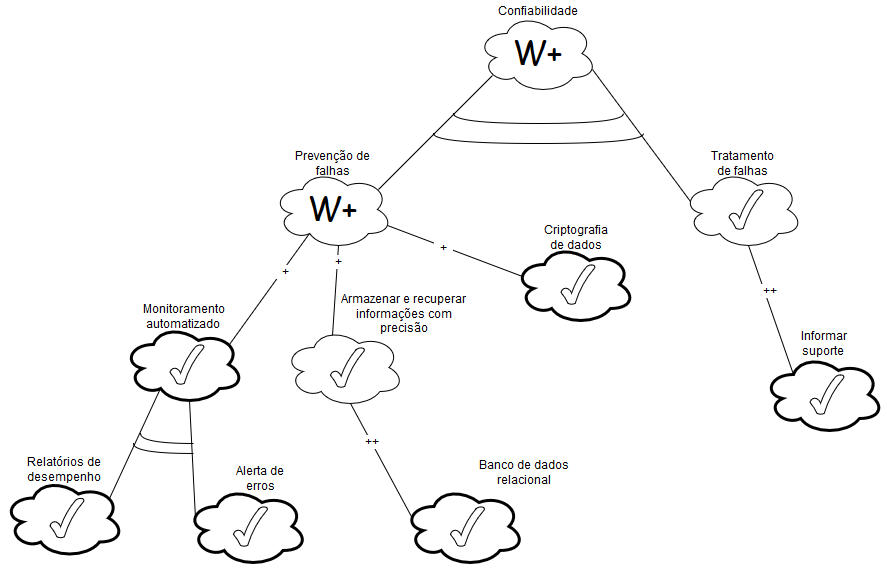 Confiabilidade
W+
Prevenção de
falhas
W+
Tratamento
de falhas
Criptografia
de dados
+
+
+
++
Monitoramento
automatizado
Armazenar e recuperar
informações com
precisão
Informar
suporte
++
Relatórios de
desempenho
Alerta de
erros
Banco de dados
relacional